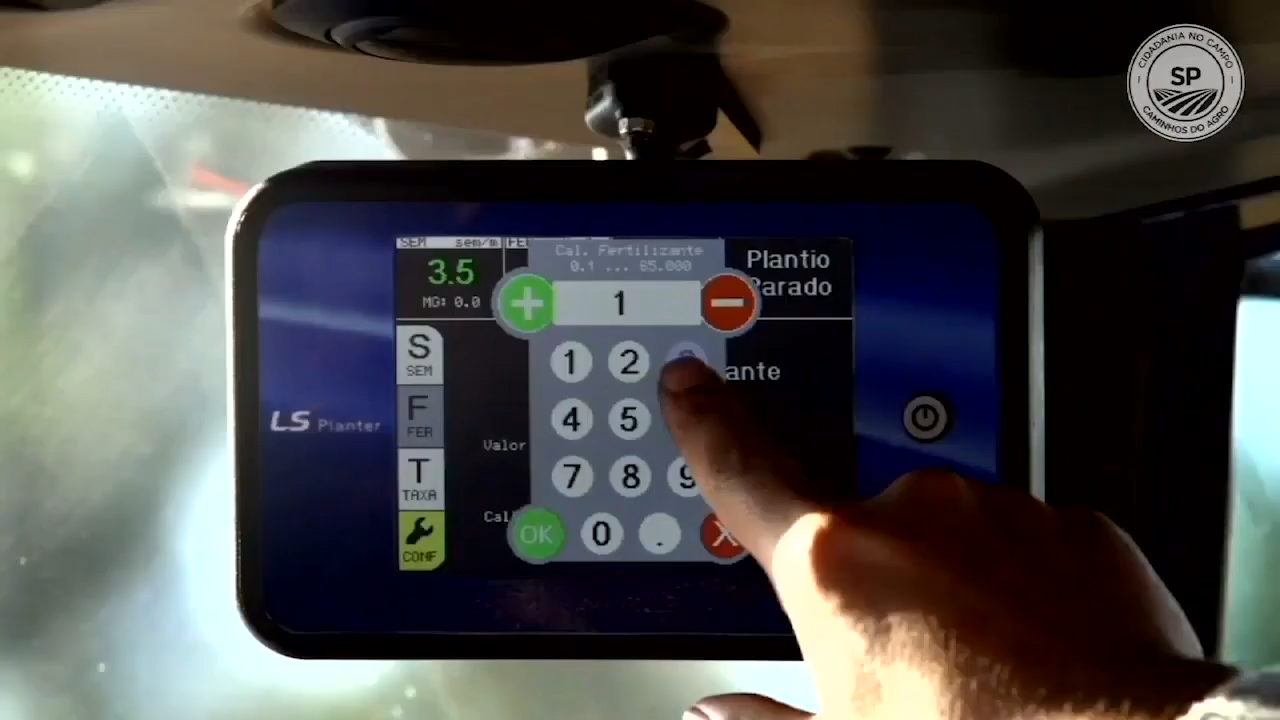 CIDADANIA NO CAMPO
SP
CAMINHOS DO AGRO
SEM sem/m
3.5
MG: 0.0
Cal. Fertilizante
0.1 ... 65.000
Plantio
Parado
+ 1 −
1 2
4 5
7 8 9
OK 0 . X
S
SEM
F
FER
T
TAXA
CONF
Valor
LS Planter